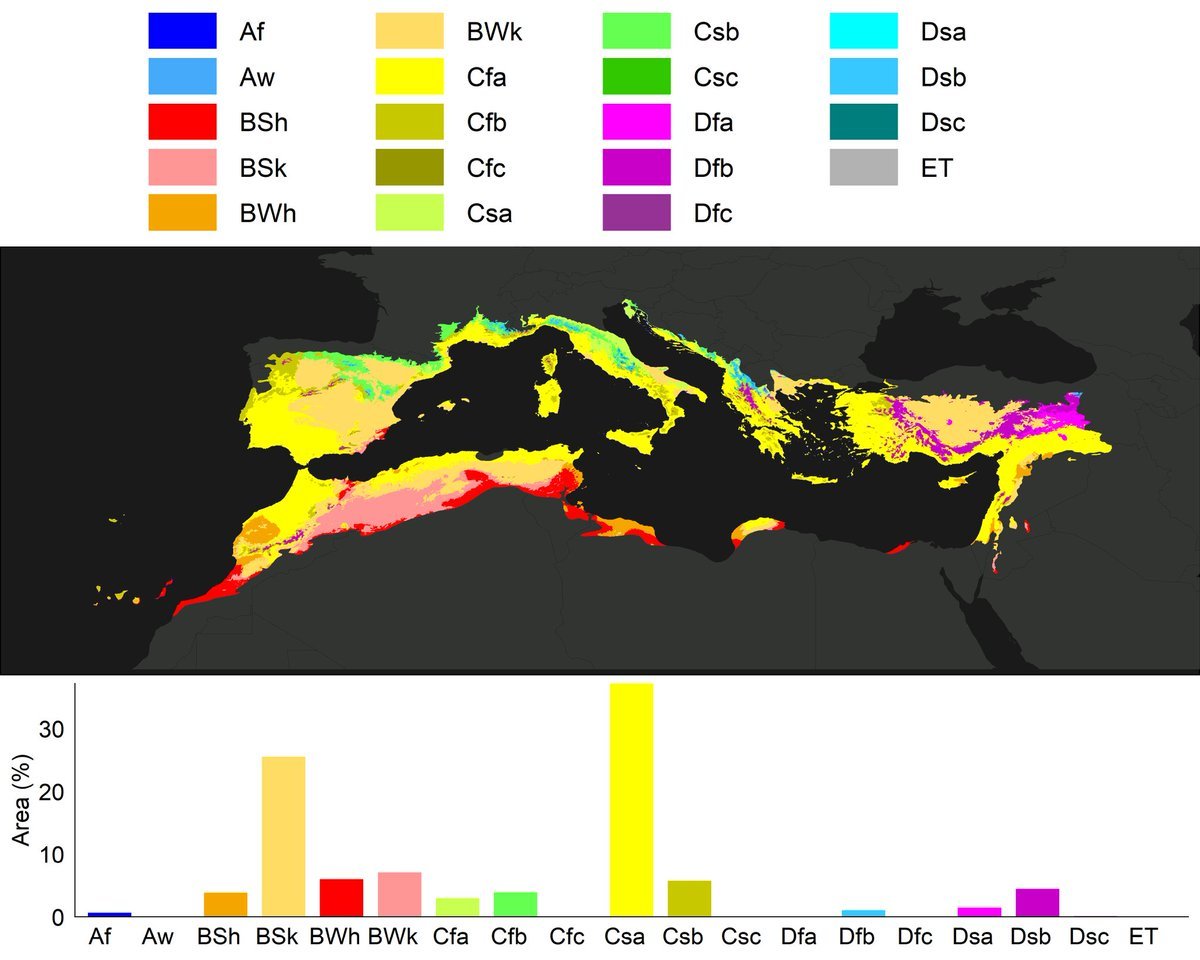 Af
Aw
BSh
BSk
BWh
BWk
Cfa
Cfb
Cfc
Csa
Csb
Csc
Dfa
Dfb
Dfc
Dsa
Dsb
Dsc
ET
Area (%)
30
20
10
0
Af Aw BSh BSk BWh BWk Cfa Cfb Cfc Csa Csb Csc Dfa Dfb Dfc Dsa Dsb Dsc ET